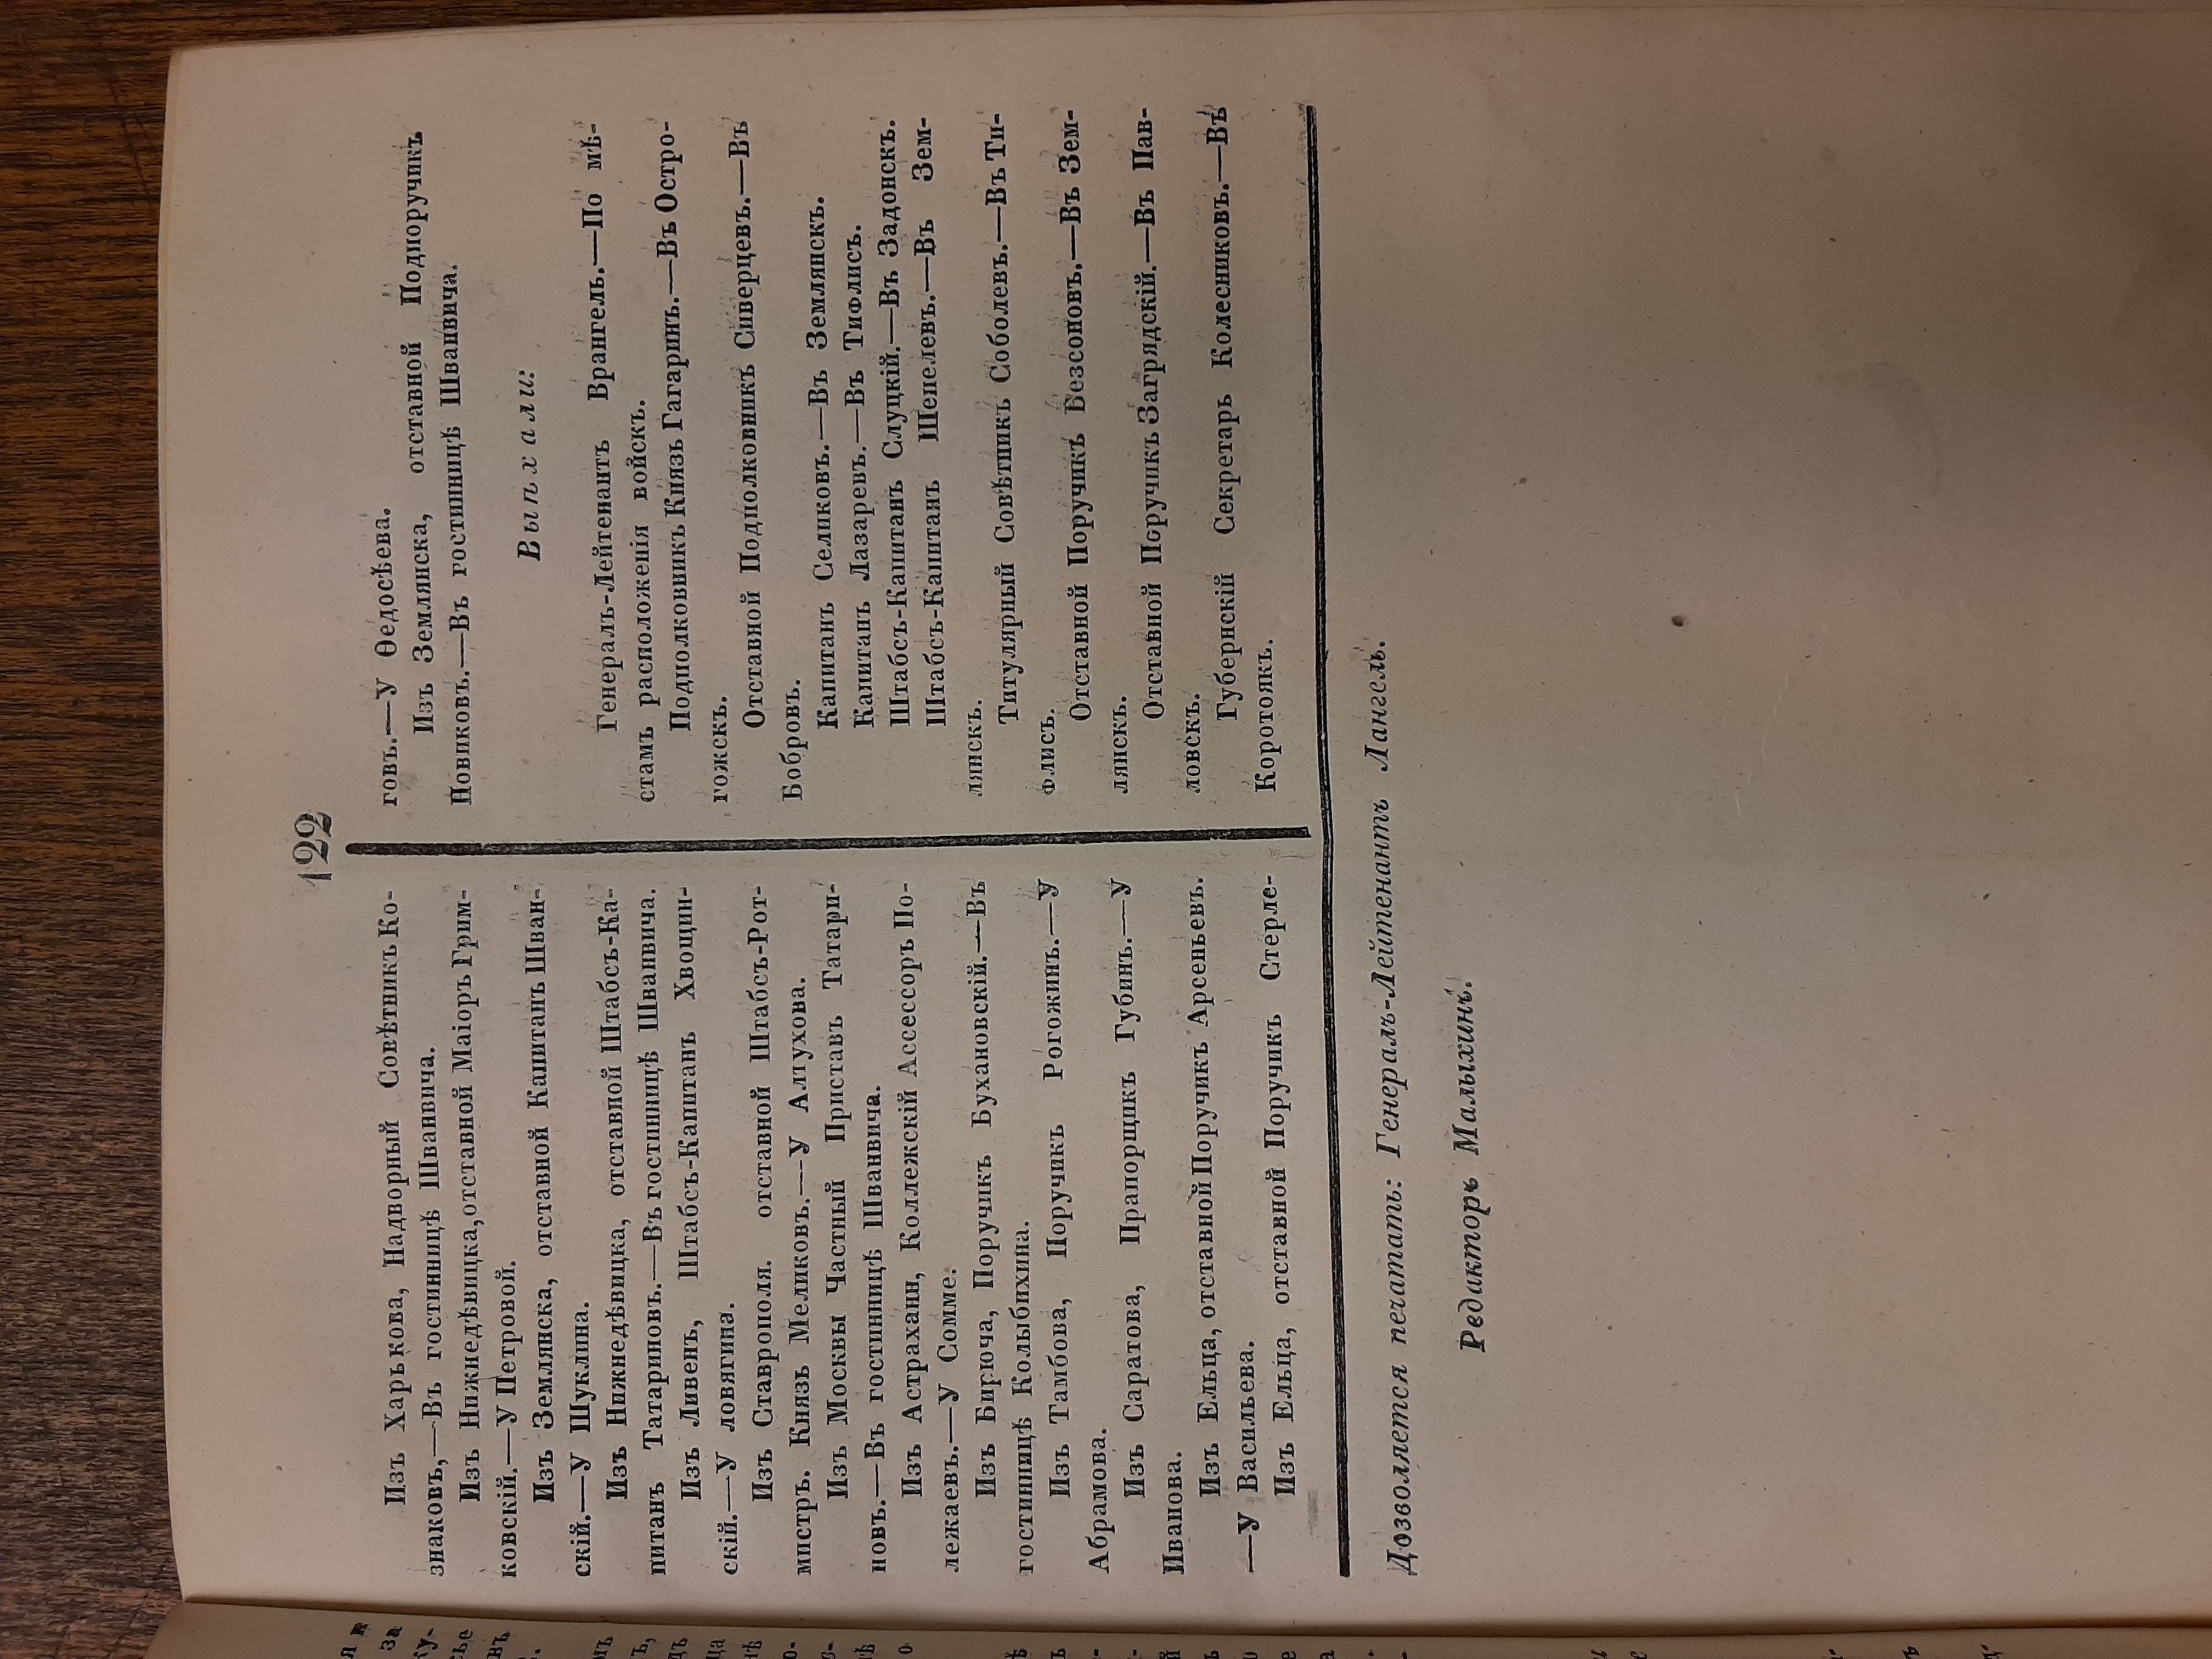 122
Изъ Харькова, Надворный Совѣтникъ Ко-
знаковъ,—Въ гостинницѣ Шванвича.
Изъ Нижнедѣвицка, отставной Маіоръ Грим-
ковскій.—У Петровой.
Изъ Землянска, отставной Капитанъ Шван-
скій.—У Шуклина.
Изъ Нижнедѣвицка, отставной Штабсъ-Ка-
питанъ Татариновъ.—Въ гостинницѣ Шванвича.
Изъ Ливенъ, Штабсъ-Капитанъ Хвощин-
скій.—У ловягина.
Изъ Ставрополя. отставной Штабсъ-Рот-
мистръ. Князь Меликовъ.—У Алтухова.
Изъ Москвы Частный Приставъ Татари-
новъ.—Въ гостинницѣ Шванвича.
Изъ Астрахани, Коллежскій Ассессоръ По-
лежаевъ.—У Сомме.
Изъ Бирюча, Поручикъ Бухановскій.—Въ
гостинницѣ Колыбихина.
Изъ Тамбова, Поручикъ Рогожинъ.—У
Абрамова.
Изъ Саратова, Прапорщикъ Губинъ.—У
Иванова.
Изъ Ельца, отставной Поручикъ Арсеньевъ.
—У Васильева.
Изъ Ельца, отставной Поручикъ Стерле-
говъ.—У Ѳедосѣева.
Изъ Землянска, отставной Подпоручикъ
Новиковъ.—Въ гостинницѣ Шванвича.
Выѣхали:
Генералъ-Лейтенантъ Врангель.—По мѣ-
стамъ расположенія войскъ.
Подполковникъ Князь Гагаринъ.—Въ Остро-
гожскъ.
Отставной Подполковникъ Сиверцевъ.—Въ
Бобровъ.
Капитанъ Селиковъ.—Въ Землянскъ.
Капитанъ Лазаревъ.—Въ Тифлисъ.
Штабсъ-Капитанъ Слуцкій.—Въ Задонскъ.
Штабсъ-Капитанъ Шепелевъ.—Въ Зем-
лянскъ.
Титулярный Совѣтникъ Соболевъ.—Въ Ти-
флисъ.
Отставной Поручикъ Безсоновъ.—Въ Зем-
лянскъ.
Отставной Поручикъ Загрядскій.—Въ Пав-
ловскъ.
Губернскій Секретарь Колесниковъ.—Въ
Коротоякъ.
Дозволяется печатать: Генералъ-Лейтенантъ Лангель.
Редакторъ Малыхинъ.